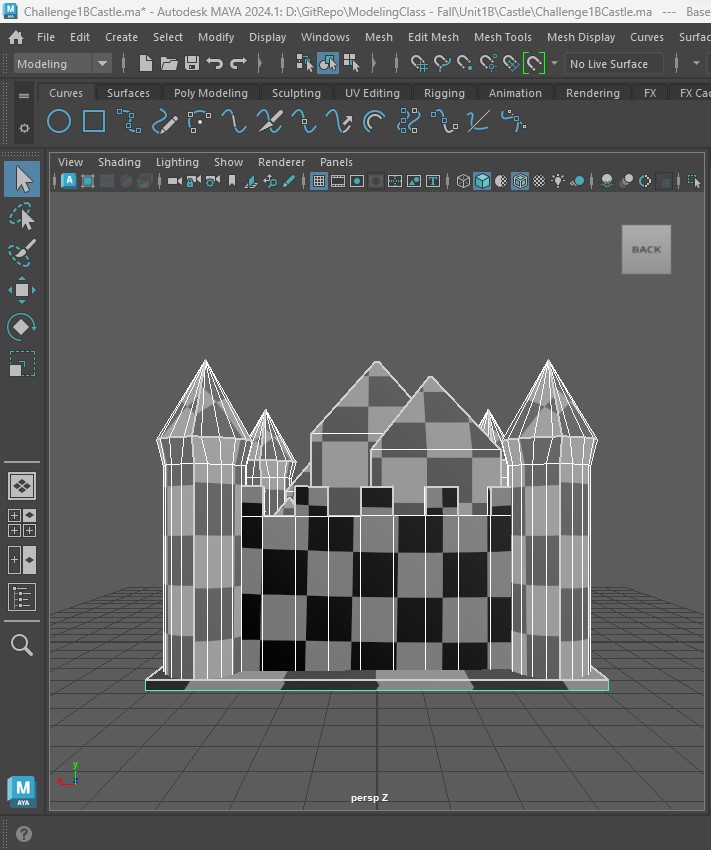 Challenge1BCastle.ma* - Autodesk MAYA 2024.1: D:\GitRepo\ModelingClass - Fall\Unit1B\Castle\Challenge1BCastle.ma --- Base
File Edit Create Select Modify Display Windows Mesh Edit Mesh Mesh Tools Mesh Display Curves Surfac
Modeling No Live Surface
Curves Surfaces Poly Modeling Sculpting UV Editing Rigging Animation Rendering FX FX Cac
View Shading Lighting Show Renderer Panels
BACK
y
persp Z
M
AYA